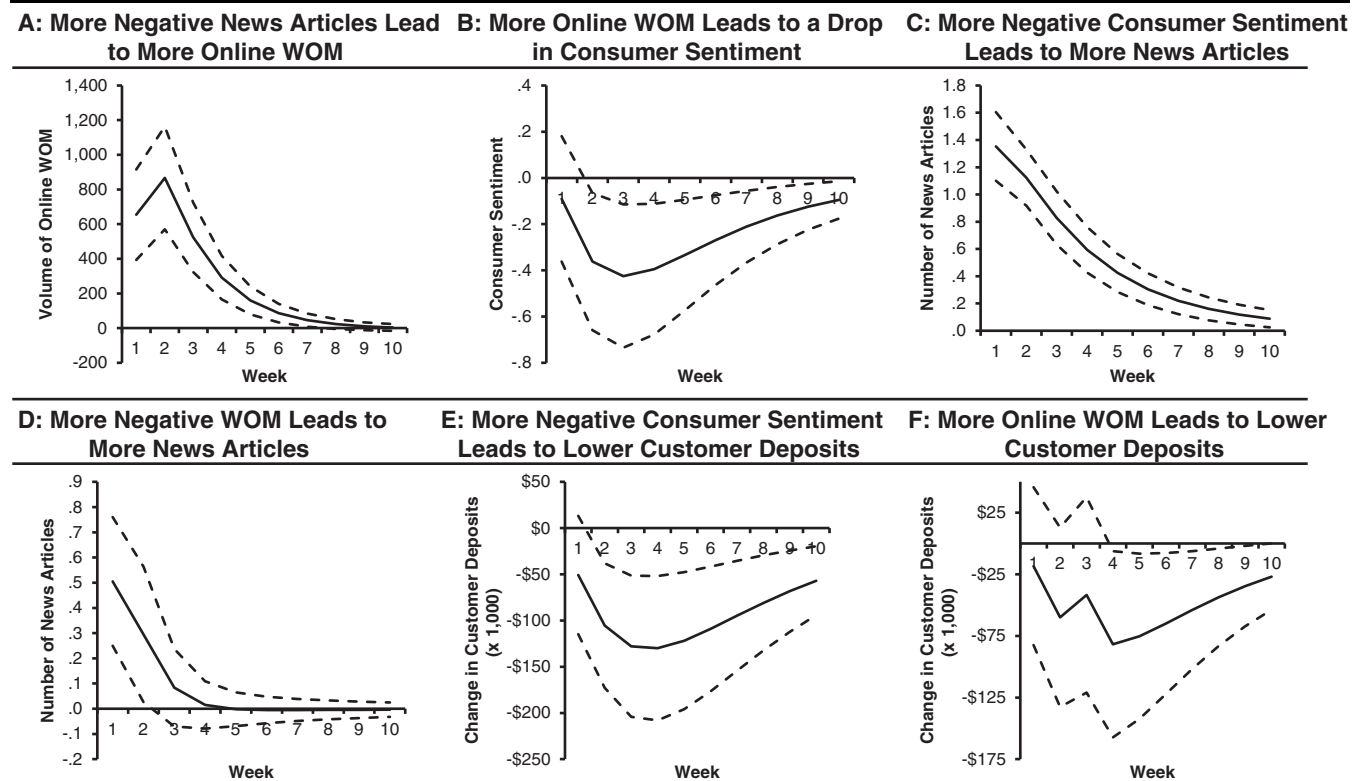 A: More Negative News Articles Lead
to More Online WOM
1,400
1,200
1,000
800
600
400
200
0
-200
Volume of Online WOM
1 2 3 4 5 6 7 8 9 10
Week
B: More Online WOM Leads to a Drop
in Consumer Sentiment
.4
.2
.0
-.2
-.4
-.6
-.8
Consumer Sentiment
1 2 3 4 5 6 7 8 9 10
Week
C: More Negative Consumer Sentiment
Leads to More News Articles
1.8
1.6
1.4
1.2
1.0
.8
.6
.4
.2
.0
Number of News Articles
1 2 3 4 5 6 7 8 9 10
Week
D: More Negative WOM Leads to
More News Articles
.9
.8
.7
.6
.5
.4
.3
.2
.1
.0
-.1
-.2
Number of News Articles
1 2 3 4 5 6 7 8 9 10
Week
E: More Negative Consumer Sentiment
Leads to Lower Customer Deposits
$50
$0
-$50
-$100
-$150
-$200
-$250
Change in Customer Deposits
(x 1,000)
1 2 3 4 5 6 7 8 9 10
Week
F: More Online WOM Leads to Lower
Customer Deposits
$25
-$25
-$75
-$125
-$175
Change in Customer Deposits
(x 1,000)
1 2 3 4 5 6 7 8 9 10
Week